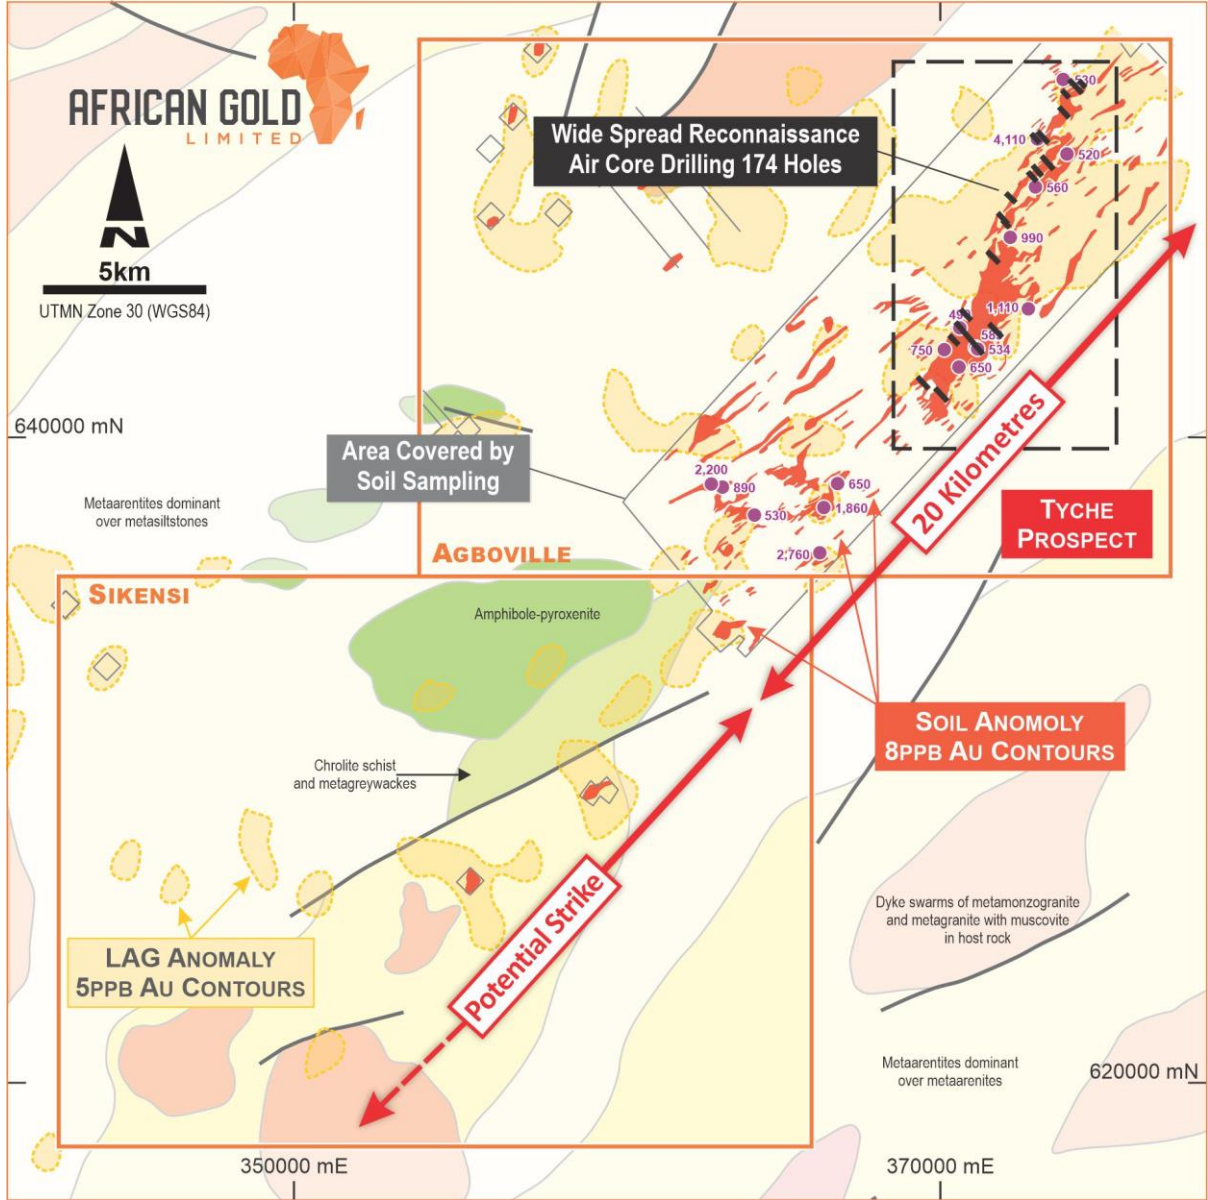 AFRICAN GOLD
LIMITED
N
5km
UTMN Zone 30 (WGS84)
Wide Spread Reconnaissance
Air Core Drilling 174 Holes
530
4,110
520
560
990
1,110
750
534
650
640000 mN
Area Covered by
Soil Sampling
2,200
890
530
650
1,860
2,760
20 Kilometres
TYCHE
PROSPECT
Metaarentites dominant
over metasiltstones
AGBOVILLE
SIKENSI
Amphibole-pyroxenite
SOIL ANOMOLY
8PPB AU CONTOURS
Chrolite schist
and metagreywackes
Potential Strike
LAG ANOMALY
5PPB AU CONTOURS
Dyke swarms of metamonzogranite
and metagranite with muscovite
in host rock
Metaarentites dominant
over metaarenites
620000 mN
350000 mE
370000 mE